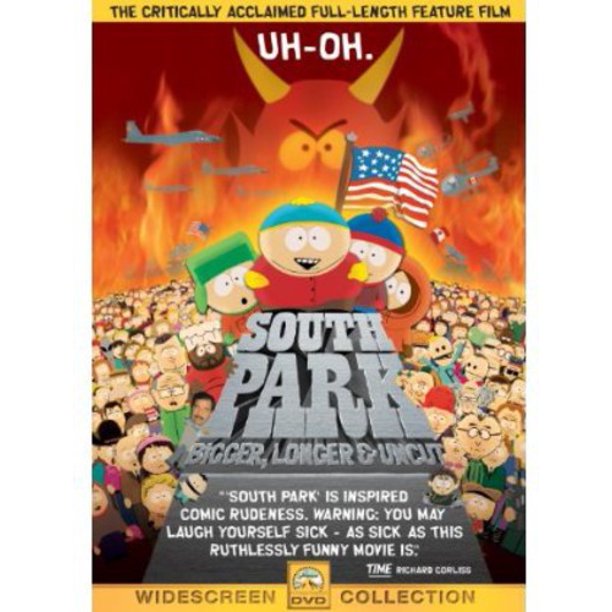 THE CRITICALLY ACCLAIMED FULL-LENGTH FEATURE FILM
UH-OH.
SOUTH
PARK
BIGGER, LONGER & UNCUT
"'SOUTH PARK' IS INSPIRED
COMIC RUDENESS. WARNING: YOU MAY
LAUGH YOURSELF SICK - AS SICK AS THIS
RUTHLESSLY FUNNY MOVIE IS."
TIME RICHARD CORLISS
WIDESCREEN DVD COLLECTION